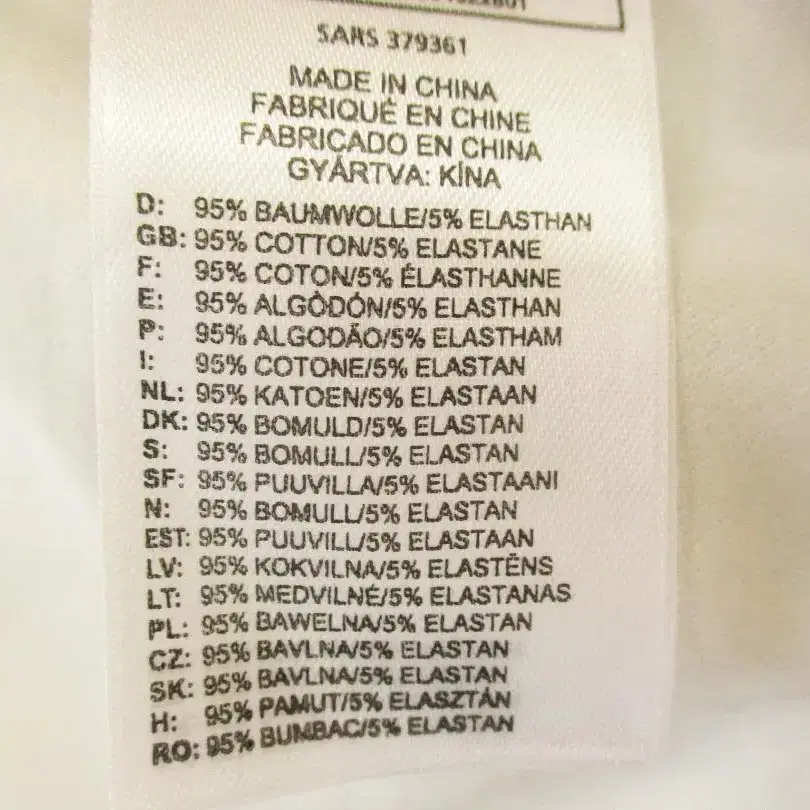 SARS 379361
MADE IN CHINA
FABRIQUÉ EN CHINE
FABRICADO EN CHINA
GYÁRTVA: KÍNA
D: 95% BAUMWOLLE/5% ELASTHAN
GB: 95% COTTON/5% ELASTANE
F: 95% COTON/5% ÉLASTHANNE
E: 95% ALGÒDÓN/5% ELASTHAN
P: 95% ALGODÃO/5% ELASTHAM
I: 95% COTONE/5% ELASTAN
NL: 95% KATOEN/5% ELASTAAN
DK: 95% BOMULD/5% ELASTAN
S: 95% BOMULL/5% ELASTAN
SF: 95% PUUVILLA/5% ELASTAANI
N: 95% BOMULL/5% ELASTAN
EST: 95% PUUVILL/5% ELASTAAN
LV: 95% KOKVILNA/5% ELASTĒNS
LT: 95% MEDVILNÉ/5% ELASTANAS
PL: 95% BAWELNA/5% ELASTAN
CZ: 95% BAVLNA/5% ELASTAN
SK: 95% BAVLNA/5% ELASTAN
H: 95% PAMUT/5% ELASZTÁN
RO: 95% BUMBAC/5% ELASTAN